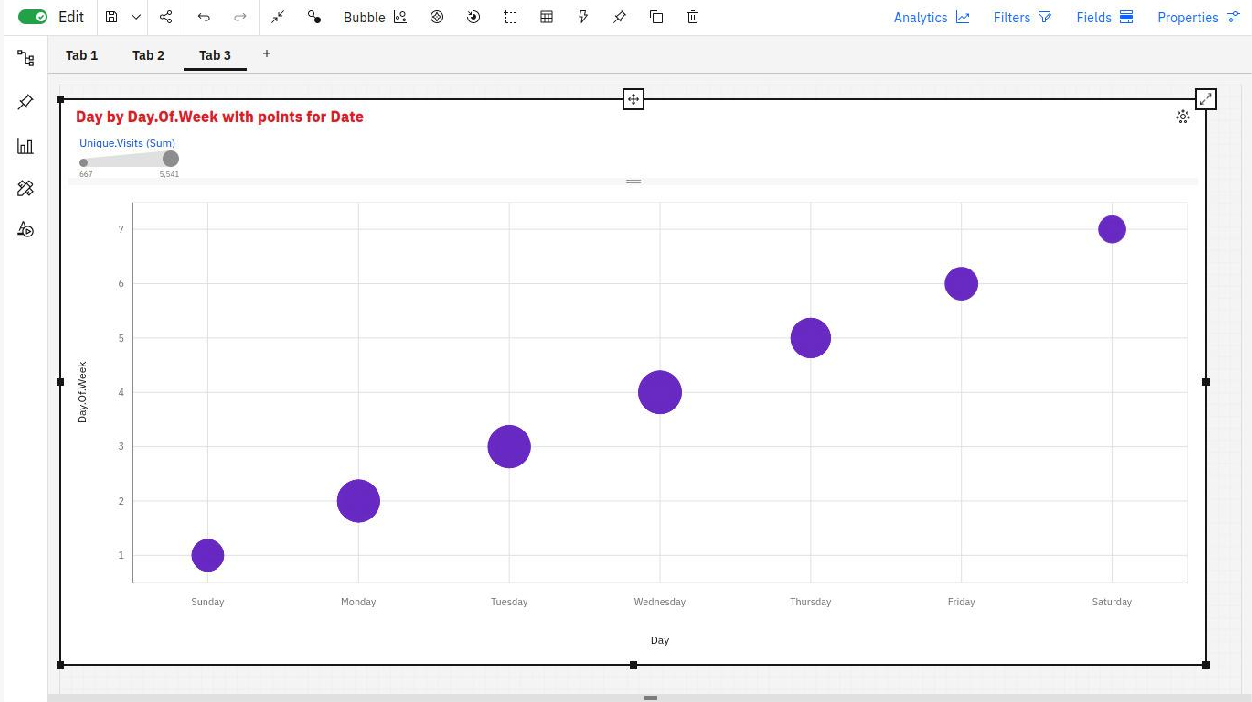 Edit
Bubble
Analytics
Filters
Fields
Properties
Tab 1
Tab 2
Tab 3
+
Day by Day.Of.Week with points for Date
Unique.Visits (Sum)
667 5,541
Day.Of.Week
7
6
5
4
3
2
1
Sunday Monday Tuesday Wednesday Thursday Friday Saturday
Day